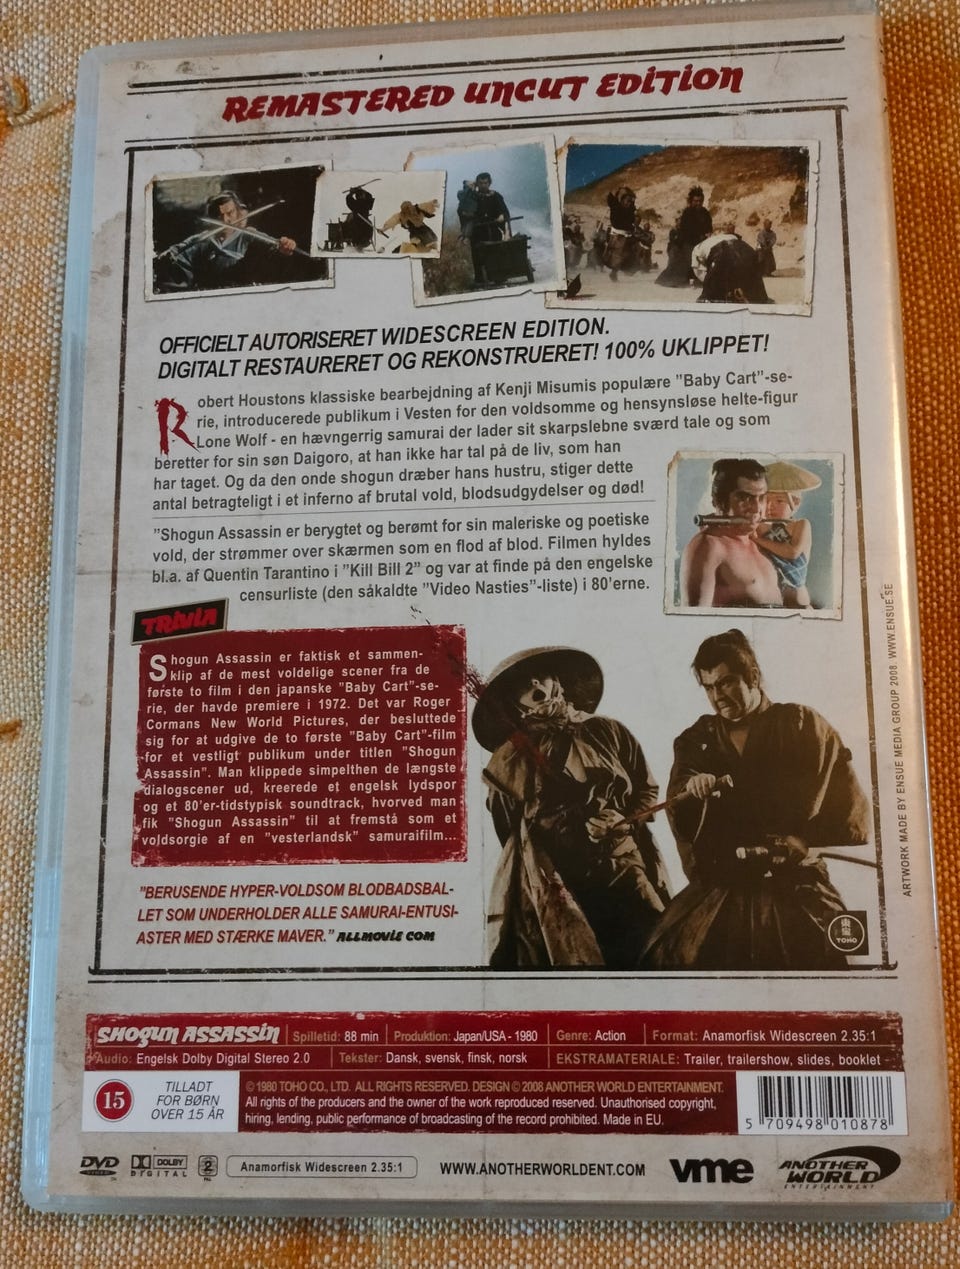 REMASTERED UNCUT EDITION
OFFICIELT AUTORISERET WIDESCREEN EDITION.
DIGITALT RESTAURERET OG REKONSTRUERET! 100% UKLIPPET!
Robert Houstons klassiske bearbejdning af Kenji Misumis populære ”Baby Cart”-se-
rie, introducerede publikum i Vesten for den voldsomme og hensynsløse helte-figur
Lone Wolf - en hævngerrig samurai der lader sit skarpslebne sværd tale og som
beretter for sin søn Daigoro, at han ikke har tal på de liv, som han
har taget. Og da den onde shogun dræber hans hustru, stiger dette
antal betragteligt i et inferno af brutal vold, blodsudgydelser og død!
”Shogun Assassin er berygtet og berømt for sin maleriske og poetiske
vold, der strømmer over skærmen som en flod af blod. Filmen hyldes
bl.a. af Quentin Tarantino i ”Kill Bill 2” og var at finde på den engelske
censurliste (den såkaldte ”Video Nasties”-liste) i 80’erne.
TRIVIA
Shogun Assassin er faktisk et sammen-
klip af de mest voldelige scener fra de
første to film i den japanske ”Baby Cart”-se-
rie, der havde premiere i 1972. Det var Roger
Cormans New World Pictures, der besluttede
sig for at udgive de to første ”Baby Cart”-film
for et vestligt publikum under titlen ”Shogun
Assassin”. Man klippede simpelthen de længste
dialogscener ud, kreerede et engelsk lydspor
og et 80’er-tidstypisk soundtrack, hvorved man
fik ”Shogun Assassin” til at fremstå som et
voldsorgie af en ”vesterlandsk” samuraifilm...
”BERUSENDE HYPER-VOLDSOM BLODBADSBAL-
LET SOM UNDERHOLDER ALLE SAMURAI-ENTUSI-
ASTER MED STÆRKE MAVER.” ALLMOVIE COM
TOHO
ARTWORK MADE BY ENSUE MEDIA GROUP 2008 WWW.ENSUE.SE
SHOGUN ASSASSIN Spilletid: 88 min Produktion: Japan/USA - 1980 Genre: Action Format: Anamorfisk Widescreen 2.35:1
Audio: Engelsk Dolby Digital Stereo 2.0 Tekster: Dansk, svensk, finsk, norsk EKSTRAMATERIALE: Trailer, trailershow, slides, booklet
15
TILLADT
FOR BØRN
OVER 15 ÅR
©1980 TOHO CO., LTD. ALL RIGHTS RESERVED. DESIGN © 2008 ANOTHER WORLD ENTERTAINMENT.
All rights of the producers and the owner of the work reproduced reserved. Unauthorised copyright,
hiring, lending, public performance of broadcasting of the record prohibited. Made in EU.
5 709498 010878
DVD
VIDEO
DOLBY
DIGITAL
2
PAL
Anamorfisk Widescreen 2.35:1
WWW.ANOTHERWORLDENT.COM
vme
ANOTHER
WORLD
ENTERTAINMENT